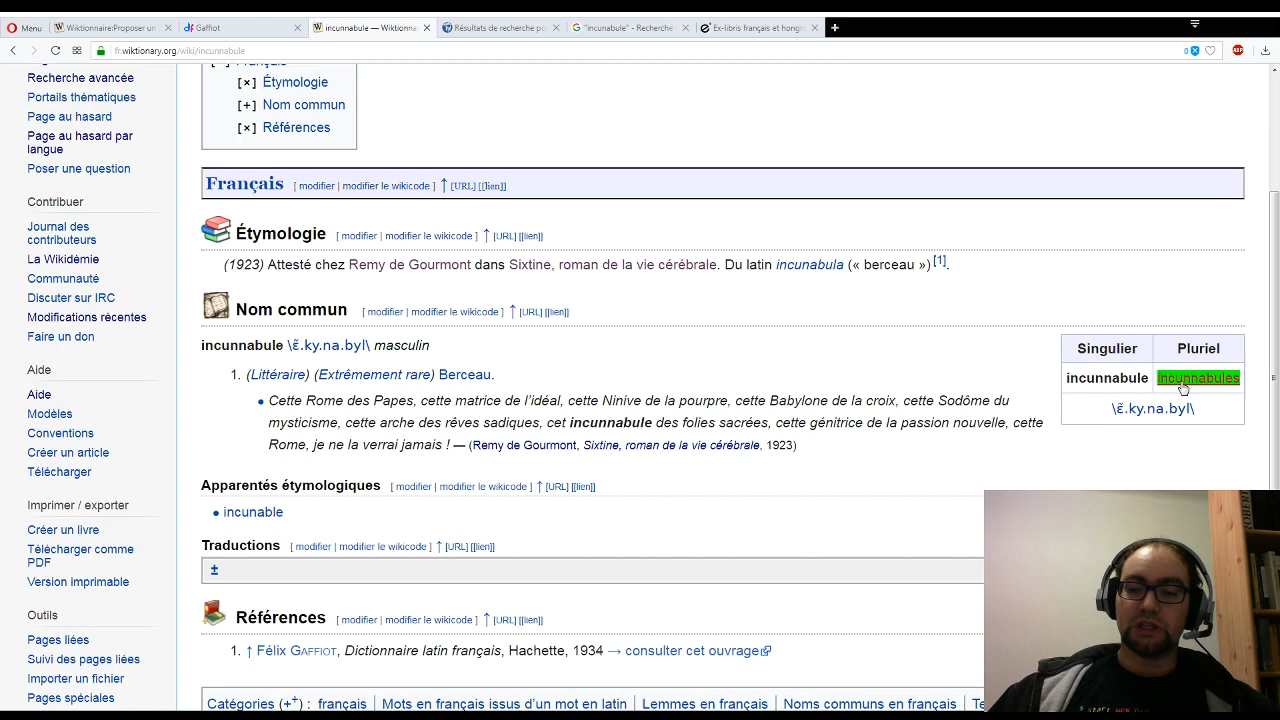 Menu
Wiktionnaire:Proposer un
Gaffiot
incunnabule — Wiktionn
Résultats de recherche po
"incunabule" - Recherche
Ex-libris français et hongr
fr.wiktionary.org/wiki/incunnabule
0
ABP
Page au hasard
Recherche avancée
Portails thématiques
Page au hasard
Page au hasard par
langue
Poser une question
Contribuer
Journal des
contributeurs
La Wikidémie
Communauté
Discuter sur IRC
Modifications récentes
Faire un don
Aide
Aide
Modèles
Conventions
Créer un article
Télécharger
Imprimer / exporter
Créer un livre
Télécharger comme
PDF
Version imprimable
Outils
Pages liées
Suivi des pages liées
Importer un fichier
Pages spéciales
Français
[×] Étymologie
[+] Nom commun
[×] Références
Français [ modifier | modifier le wikicode ] ↑ [URL] [[lien]]
Étymologie [ modifier | modifier le wikicode ] ↑ [URL] [[lien]]
(1923) Attesté chez Remy de Gourmont dans Sixtine, roman de la vie cérébrale. Du latin incunabula (« berceau »)[1].
Nom commun [ modifier | modifier le wikicode ] ↑ [URL] [[lien]]
incunnabule \ɛ̃.ky.na.byl\ masculin
1. (Littéraire) (Extrêmement rare) Berceau.
• Cette Rome des Papes, cette matrice de l’idéal, cette Ninive de la pourpre, cette Babylone de la croix, cette Sodôme du
mysticisme, cette arche des rêves sadiques, cet incunnabule des folies sacrées, cette génitrice de la passion nouvelle, cette
Rome, je ne la verrai jamais ! — (Remy de Gourmont, Sixtine, roman de la vie cérébrale, 1923)
Singulier Pluriel
incunnabule incunnabules
\ɛ̃.ky.na.byl\
Apparentés étymologiques [ modifier | modifier le wikicode ] ↑ [URL] [[lien]]
• incunable
Traductions [ modifier | modifier le wikicode ] ↑ [URL] [[lien]]
±
Références [ modifier | modifier le wikicode ] ↑ [URL] [[lien]]
1. ↑ Félix GAFFIOT, Dictionnaire latin français, Hachette, 1934 → consulter cet ouvrage
Catégories (++) : français | Mots en français issus d’un mot en latin | Lemmes en français | Noms communs en français | Te
$ start new